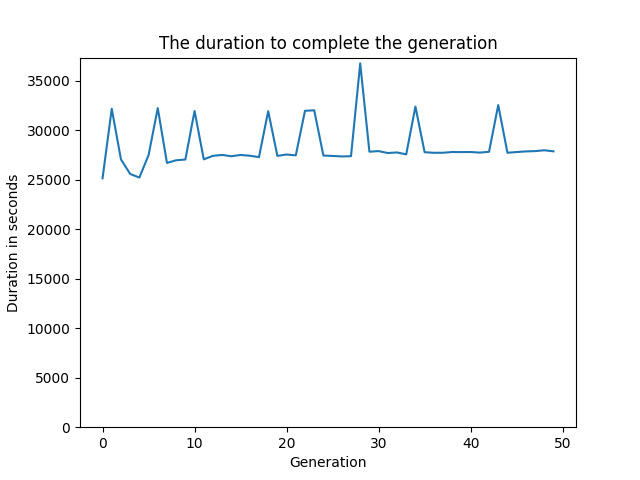 The duration to complete the generation
35000
30000
25000
20000
15000
10000
5000
0
Duration in seconds
0 10 20 30 40 50
Generation